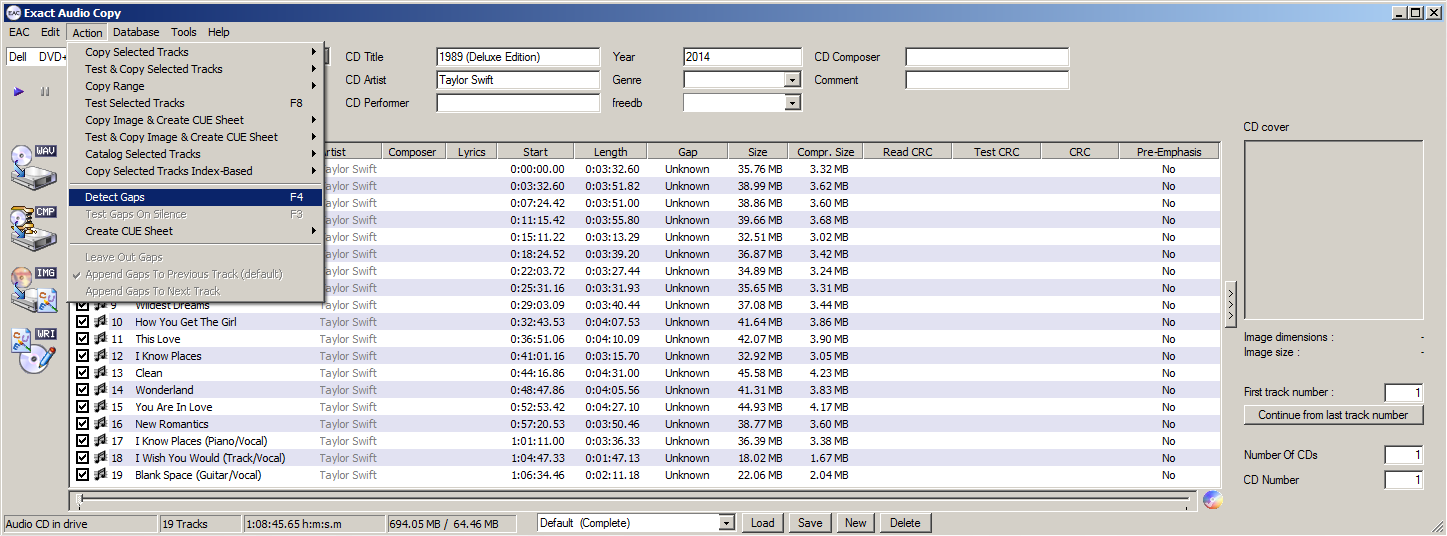 EAC Exact Audio Copy
EAC Edit Action Database Tools Help
Dell DVD+
CD Title 1989 (Deluxe Edition) Year 2014 CD Composer
CD Artist Taylor Swift Genre Comment
CD Performer freedb
Copy Selected Tracks
Test & Copy Selected Tracks
Copy Range
Test Selected Tracks F8
Copy Image & Create CUE Sheet
Test & Copy Image & Create CUE Sheet
Catalog Selected Tracks
Copy Selected Tracks Index-Based
Detect Gaps F4
Test Gaps On Silence F3
Create CUE Sheet
Leave Out Gaps
Append Gaps To Previous Track (default)
Append Gaps To Next Track
WAV
CMP
IMG
WRI
rtist Composer Lyrics Start Length Gap Size Compr. Size Read CRC Test CRC CRC Pre-Emphasis
Taylor Swift 0:00:00.00 0:03:32.60 Unknown 35.76 MB 3.32 MB No
Taylor Swift 0:03:32.60 0:03:51.82 Unknown 38.99 MB 3.62 MB No
Taylor Swift 0:07:24.42 0:03:51.00 Unknown 38.86 MB 3.60 MB No
Taylor Swift 0:11:15.42 0:03:55.80 Unknown 39.66 MB 3.68 MB No
Taylor Swift 0:15:11.22 0:03:13.29 Unknown 32.51 MB 3.02 MB No
Taylor Swift 0:18:24.52 0:03:39.20 Unknown 36.87 MB 3.42 MB No
Taylor Swift 0:22:03.72 0:03:27.44 Unknown 34.89 MB 3.24 MB No
Taylor Swift 0:25:31.16 0:03:31.93 Unknown 35.65 MB 3.31 MB No
9 Wildest Dreams Taylor Swift 0:29:03.09 0:03:40.44 Unknown 37.08 MB 3.44 MB No
10 How You Get The Girl Taylor Swift 0:32:43.53 0:04:07.53 Unknown 41.64 MB 3.86 MB No
11 This Love Taylor Swift 0:36:51.06 0:04:10.09 Unknown 42.07 MB 3.90 MB No
12 I Know Places Taylor Swift 0:41:01.16 0:03:15.70 Unknown 32.92 MB 3.05 MB No
13 Clean Taylor Swift 0:44:16.86 0:04:31.00 Unknown 45.58 MB 4.23 MB No
14 Wonderland Taylor Swift 0:48:47.86 0:04:05.56 Unknown 41.31 MB 3.83 MB No
15 You Are In Love Taylor Swift 0:52:53.42 0:04:27.10 Unknown 44.93 MB 4.17 MB No
16 New Romantics Taylor Swift 0:57:20.53 0:03:50.46 Unknown 38.77 MB 3.60 MB No
17 I Know Places (Piano/Vocal) Taylor Swift 1:01:11.00 0:03:36.33 Unknown 36.39 MB 3.38 MB No
18 I Wish You Would (Track/Vocal) Taylor Swift 1:04:47.33 0:01:47.13 Unknown 18.02 MB 1.67 MB No
19 Blank Space (Guitar/Vocal) Taylor Swift 1:06:34.46 0:02:11.18 Unknown 22.06 MB 2.04 MB No
CD cover
Image dimensions : -
Image size : -
First track number : 1
Continue from last track number
Number Of CDs 1
CD Number 1
Audio CD in drive 19 Tracks 1:08:45.65 h:m:s.m 694.05 MB / 64.46 MB Default (Complete) Load Save New Delete